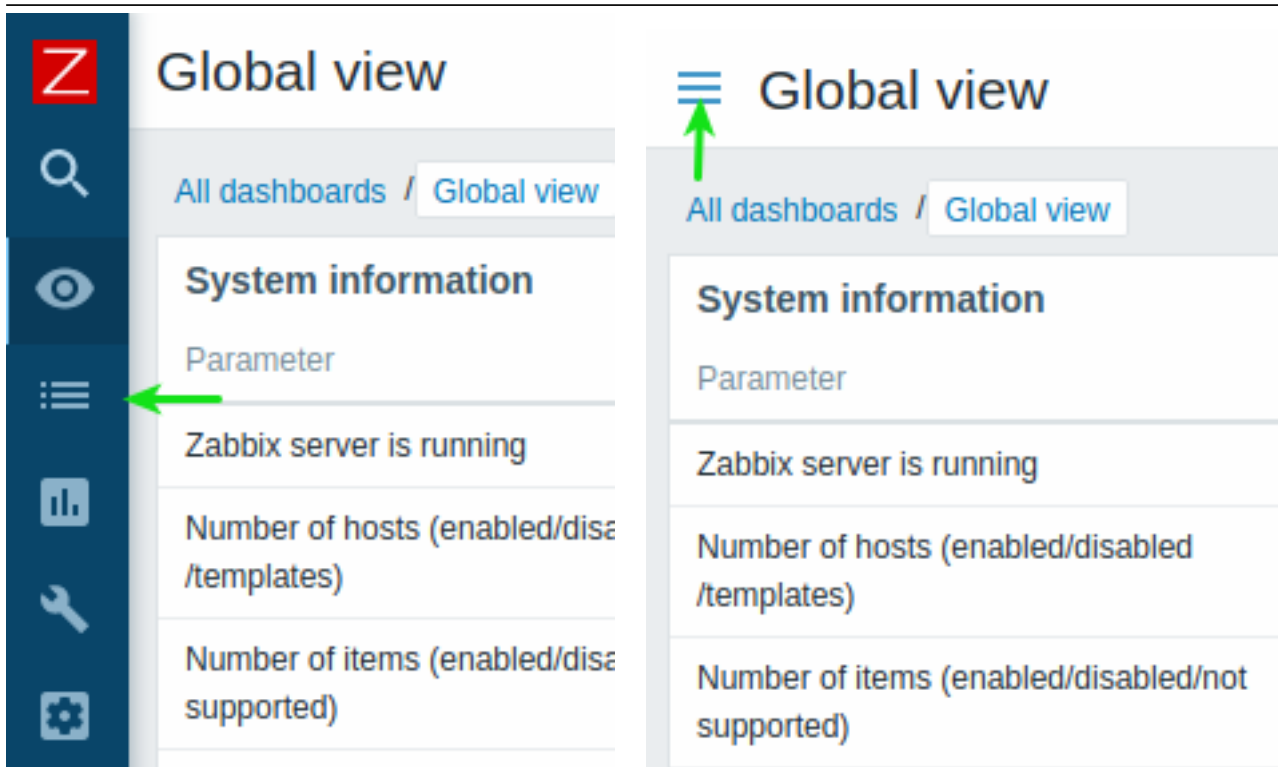 Z
Global view
All dashboards / Global view
System information
Parameter
Zabbix server is running
Number of hosts (enabled/disa
/templates)
Number of items (enabled/disa
supported)
Global view
All dashboards / Global view
System information
Parameter
Zabbix server is running
Number of hosts (enabled/disabled
/templates)
Number of items (enabled/disabled/not
supported)